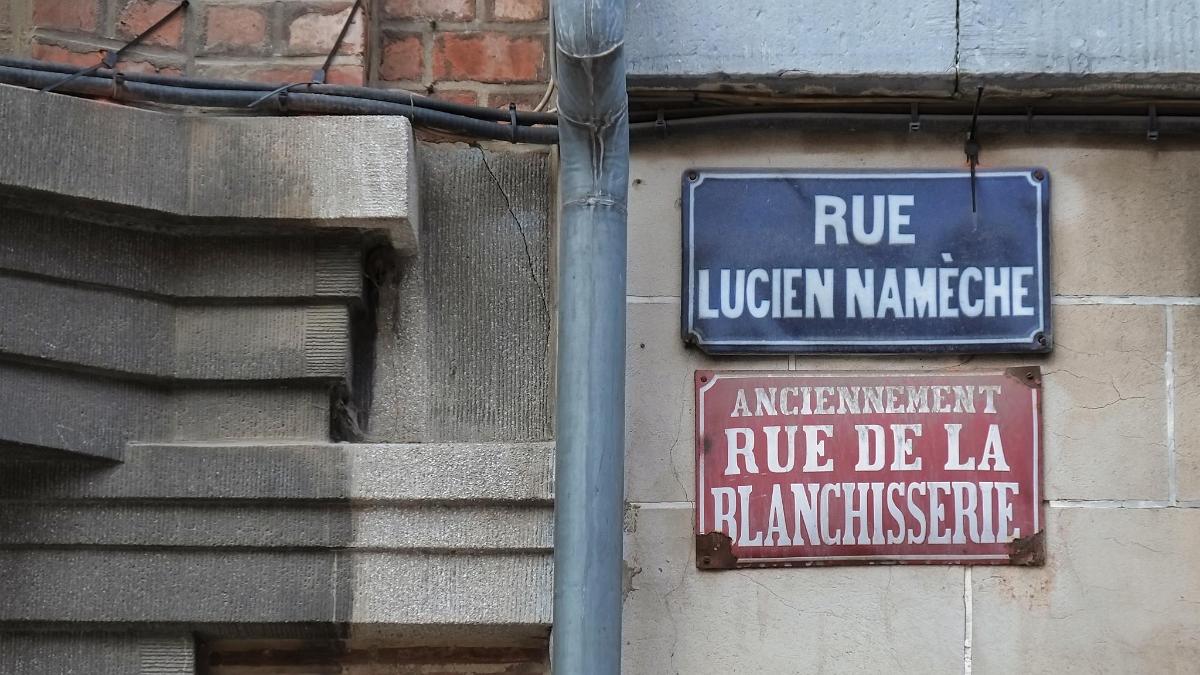 RUE
LUCIEN NAMÈCHE
ANCIENNEMENT
RUE DE LA
BLANCHISSERIE